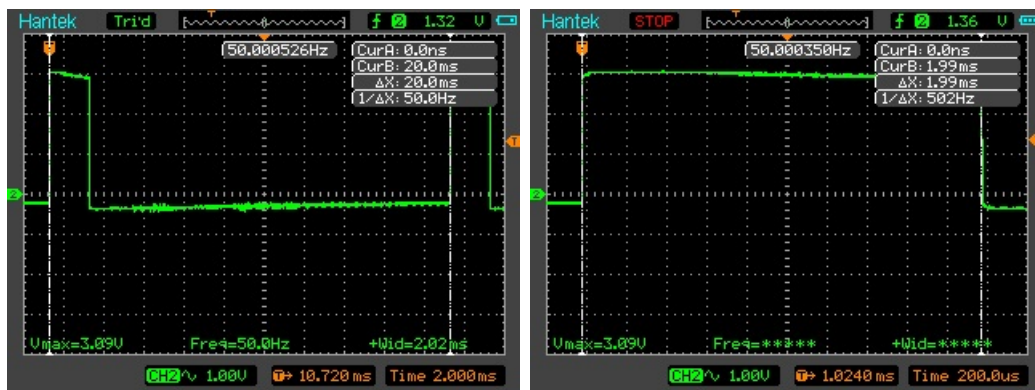 Hantek Tri'd T f 2 1.32 V
T 50.000526Hz CurA: 0.0ns
CurB: 20.0ms
ΔX: 20.0ms
1/ΔX: 50.0Hz
T
2
Vmax=3.09V Freq=50.0Hz +Wid=2.02ms
CH2 1.00V T→ 10.720ms Time 2.000ms
Hantek STOP T f 2 1.36 V
T 50.000350Hz CurA: 0.0ns
CurB: 1.99ms
ΔX: 1.99ms
1/ΔX: 502Hz
2
Vmax=3.09V Freq=***** +Wid=*****
CH2 1.00V T→ 1.0240ms Time 200.0us